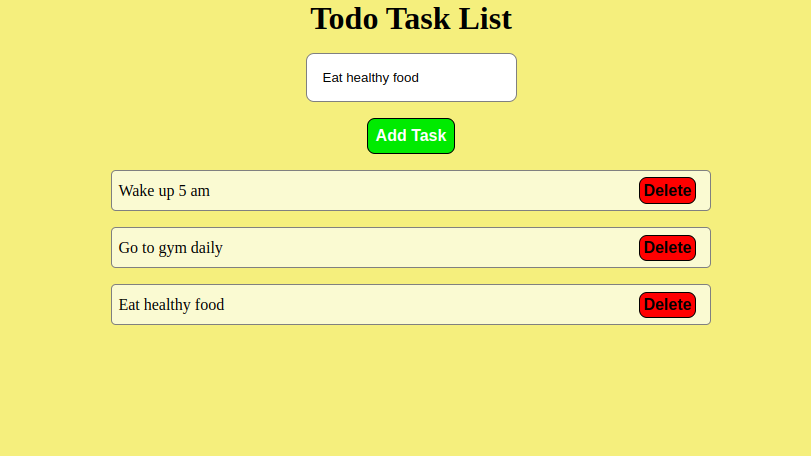 Todo Task List
Eat healthy food
Add Task
Wake up 5 am
Delete
Go to gym daily
Delete
Eat healthy food
Delete